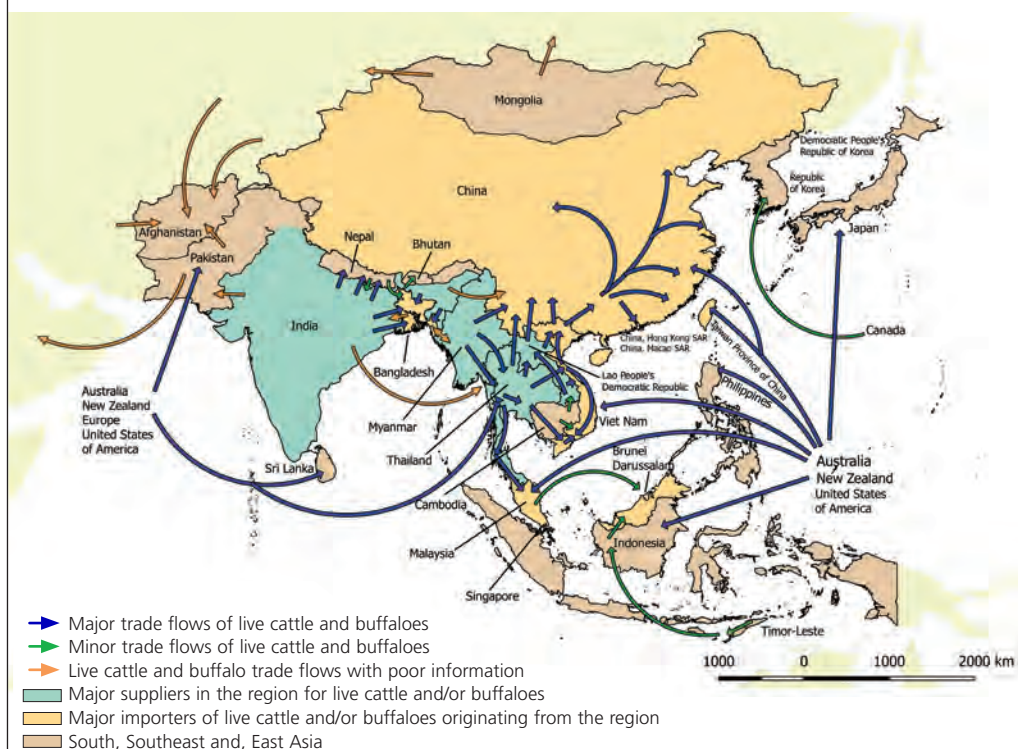 Mongolia
Democratic People's
Republic of Korea
Republic
of Korea
China
Japan
Afghanistan
Pakistan
Nepal
Bhutan
India
Canada
China, Hong Kong SAR
China, Macao SAR
Taiwan Province of China
Bangladesh
Lao People's
Democratic Republic
Philippines
Australia
New Zealand
Europe
United States
of America
Myanmar
Viet Nam
Thailand
Brunei
Darussalam
Sri Lanka
Australia
New Zealand
United States
of America
Cambodia
Malaysia
Indonesia
Singapore
Timor-Leste
Major trade flows of live cattle and buffaloes
Minor trade flows of live cattle and buffaloes
Live cattle and buffalo trade flows with poor information
Major suppliers in the region for live cattle and/or buffaloes
Major importers of live cattle and/or buffaloes originating from the region
South, Southeast and, East Asia
1000 0 1000 2000 km